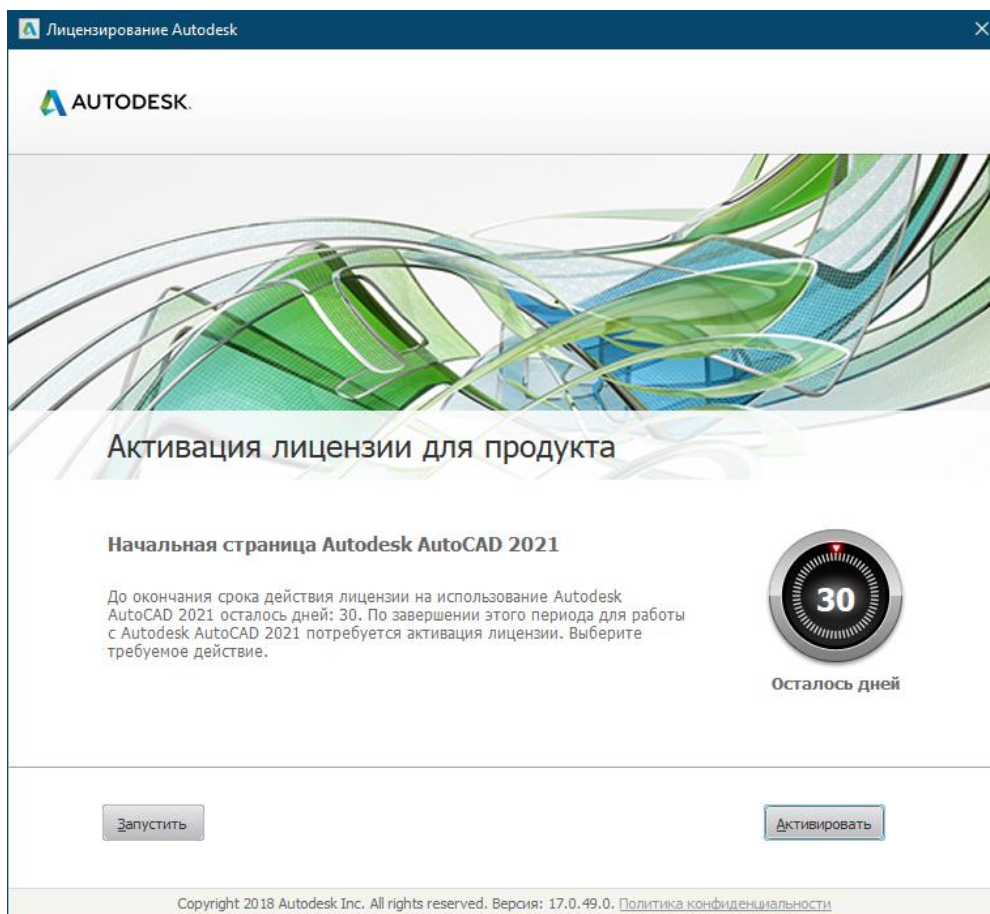 Лицензирование Autodesk
AUTODESK.
Активация лицензии для продукта
Начальная страница Autodesk AutoCAD 2021
До окончания срока действия лицензии на использование Autodesk
AutoCAD 2021 осталось дней: 30. По завершении этого периода для работы
с Autodesk AutoCAD 2021 потребуется активация лицензии. Выберите
требуемое действие.
30
Осталось дней
Запустить
Активировать
Copyright 2018 Autodesk Inc. All rights reserved. Версия: 17.0.49.0. Политика конфиденциальности